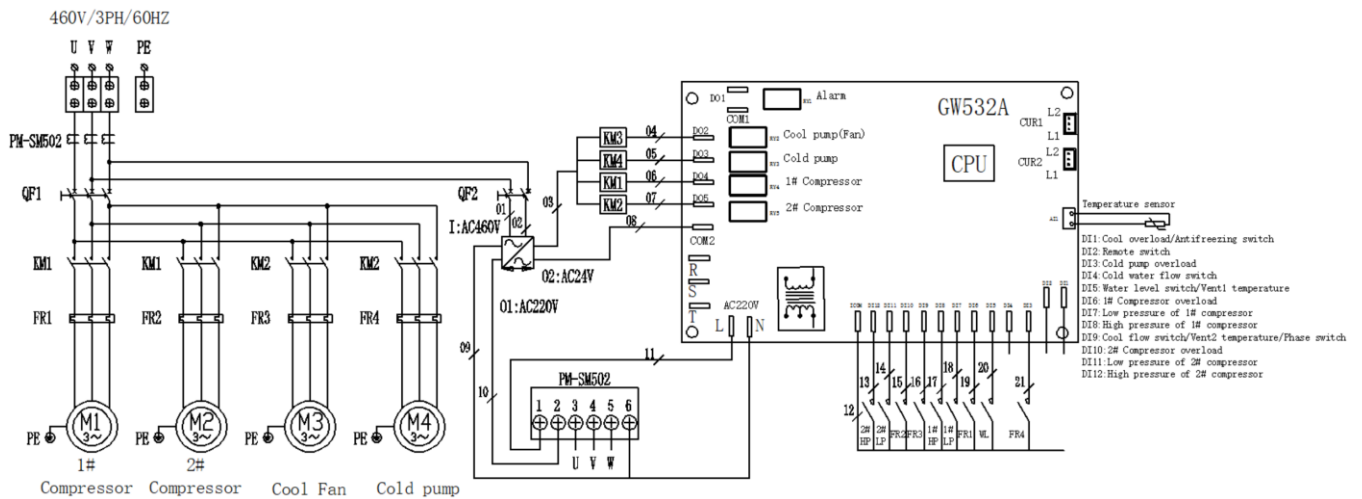 460V/3PH/60HZ
U V W PE
PM-SM502
QF1
QF2
01
02
03
I:AC460V
O2:AC24V
O1:AC220V
KM1 KM1 KM2 KM2
FR1 FR2 FR3 FR4
M1 3~
M2 3~
M3 3~
M4 3~
PE PE PE PE
1# Compressor
2# Compressor
Cool Fan
Cold pump
KM3 04 DO2
KM4 05 DO3
KM1 06 DO4
KM2 07 DO5
08 COM2
09
10
11
PM-SM502
1 2 3 4 5 6
U V W
DO1
COM1
Alarm
Cool pump(Fan)
Cold pump
1# Compressor
2# Compressor
R
S
T
AC220V
L N
GW532A
CPU
CUR1 L2 L1
CUR2 L2 L1
Temperature sensor
DI1:Cool overload/Antifreezing switch
DI2:Remote switch
DI3:Cold pump overload
DI4:Cold water flow switch
DI5:Water level switch/Vent1 temperature
DI6:1# Compressor overload
DI7:Low pressure of 1# compressor
DI8:High pressure of 1# compressor
DI9:Cool flow switch/Vent2 temperature/Phase switch
DI10:2# Compressor overload
DI11:Low pressure of 2# compressor
DI12:High pressure of 2# compressor
12 13 14 15 16 17 18 19 20 21
2# HP
2# LP
FR2
FR3
1# HP
1# LP
FR1
WL
FR4